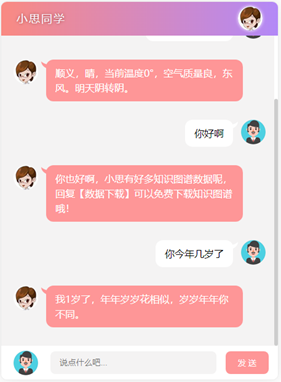 小思同学
顺义，晴，当前温度0°，空气质量良，东
风。明天阴转阴。
你好啊
你也好啊，小思有好多知识图谱数据呢，
回复【数据下载】可以免费下载知识图谱
哦！
你今年几岁了
我1岁了，年年岁岁花相似，岁岁年年你
不同。
说点什么吧...
发 送